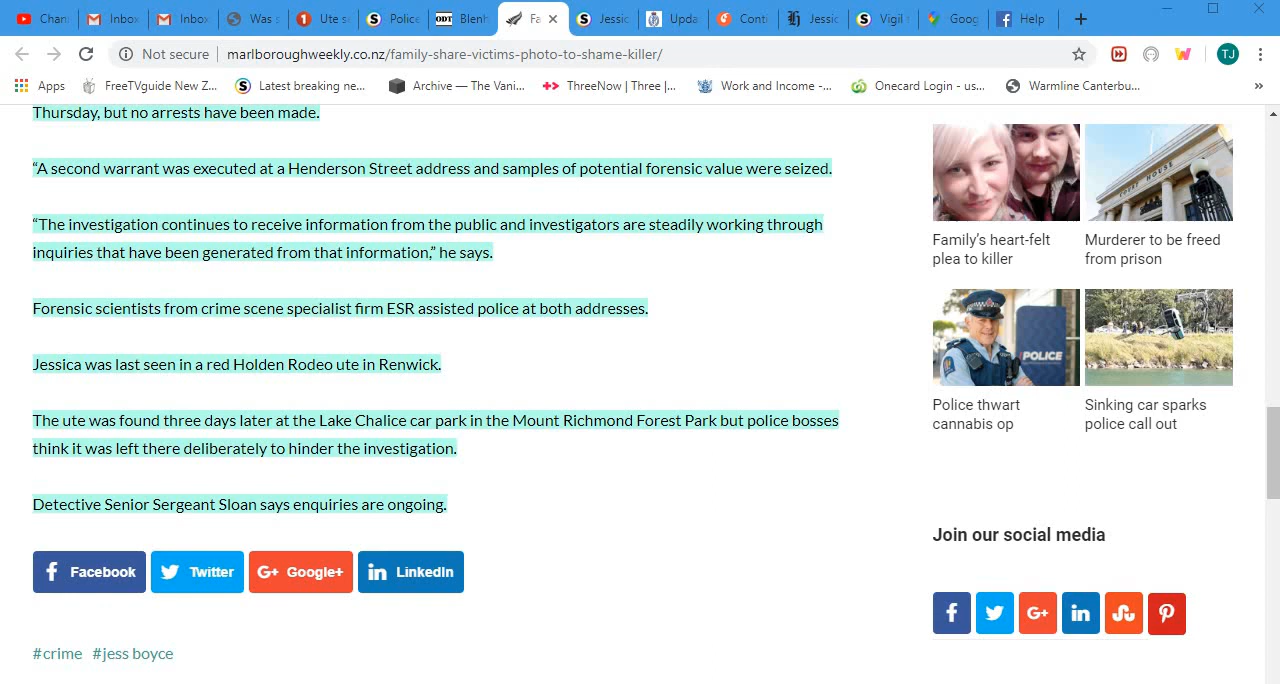 Chan
Inbox
Inbox
Was s
Ute s
Police
ODT
Blenh
Fa
Jessic
Upda
Conti
Jessic
Vigil
Goog
Help
Not secure
marlboroughweekly.co.nz/family-share-victims-photo-to-shame-killer/
TJ
Apps
FreeTVguide New Z...
Latest breaking ne...
Archive — The Vani...
ThreeNow | Three |...
Work and Income -...
Onecard Login - us...
Warmline Canterbu...
Thursday, but no arrests have been made.
“A second warrant was executed at a Henderson Street address and samples of potential forensic value were seized.
“The investigation continues to receive information from the public and investigators are steadily working through
inquiries that have been generated from that information,” he says.
Forensic scientists from crime scene specialist firm ESR assisted police at both addresses.
Jessica was last seen in a red Holden Rodeo ute in Renwick.
The ute was found three days later at the Lake Chalice car park in the Mount Richmond Forest Park but police bosses
think it was left there deliberately to hinder the investigation.
Detective Senior Sergeant Sloan says enquiries are ongoing.
Facebook
Twitter
G+ Google+
in LinkedIn
#crime #jess boyce
COURT HOUSE
Family’s heart-felt
plea to killer
Murderer to be freed
from prison
POLICE
Police thwart
cannabis op
Sinking car sparks
police call out
Join our social media
G+
in